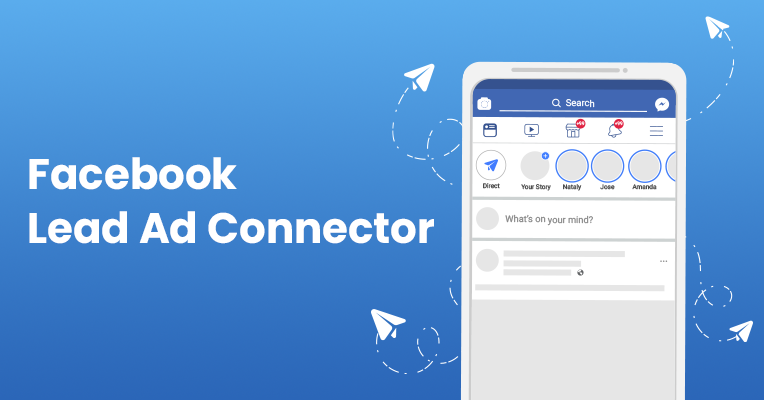 Facebook
Lead Ad Connector
Search
+99 +99
Direct Your Story Nataly Jose Amanda
What's on your mind?